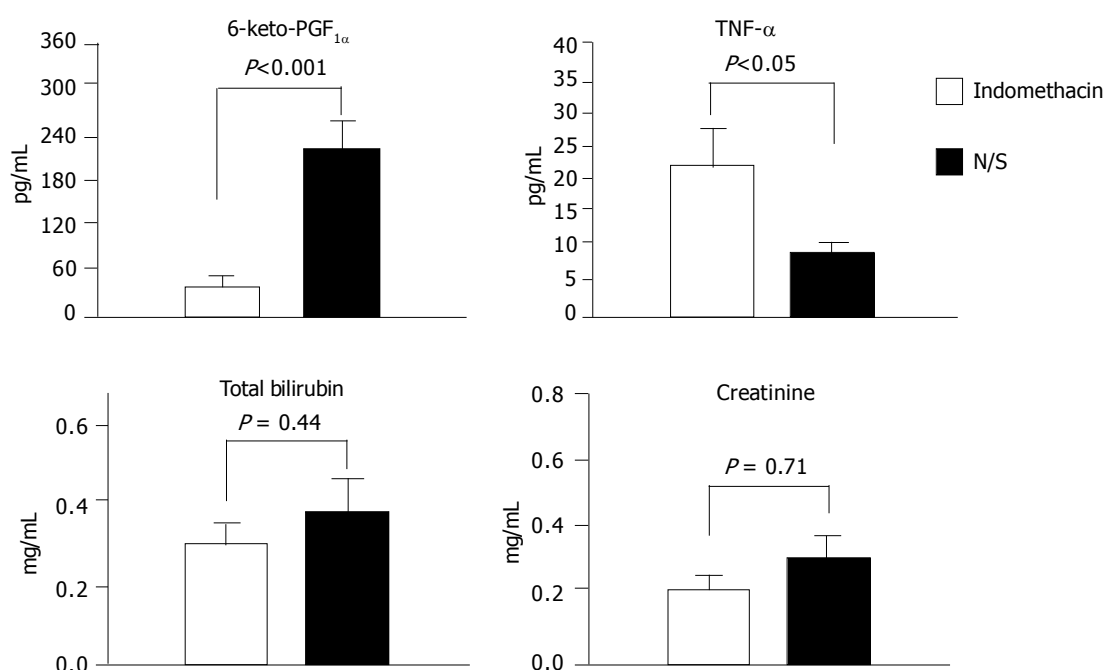 6-keto-PGF1α
P<0.001
pg/mL
360
300
240
180
120
60
0
TNF-α
P<0.05
pg/mL
40
35
30
25
20
15
10
5
0
Indomethacin
N/S
Total bilirubin
P = 0.44
mg/mL
0.6
0.4
0.2
0.0
Creatinine
P = 0.71
mg/mL
0.8
0.6
0.4
0.2
0.0